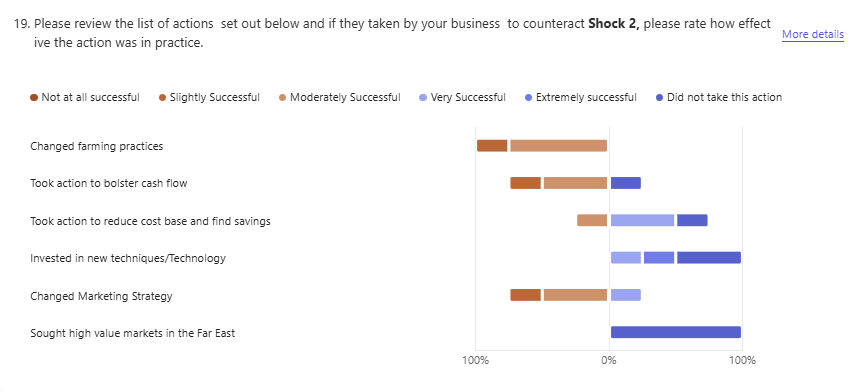 19. Please review the list of actions set out below and if they taken by your business to counteract Shock 2, please rate how effect
ive the action was in practice.
More details
Not at all successful Slightly Successful Moderately Successful Very Successful Extremely successful Did not take this action
Changed farming practices
Took action to bolster cash flow
Took action to reduce cost base and find savings
Invested in new techniques/Technology
Changed Marketing Strategy
Sought high value markets in the Far East
100% 0% 100%